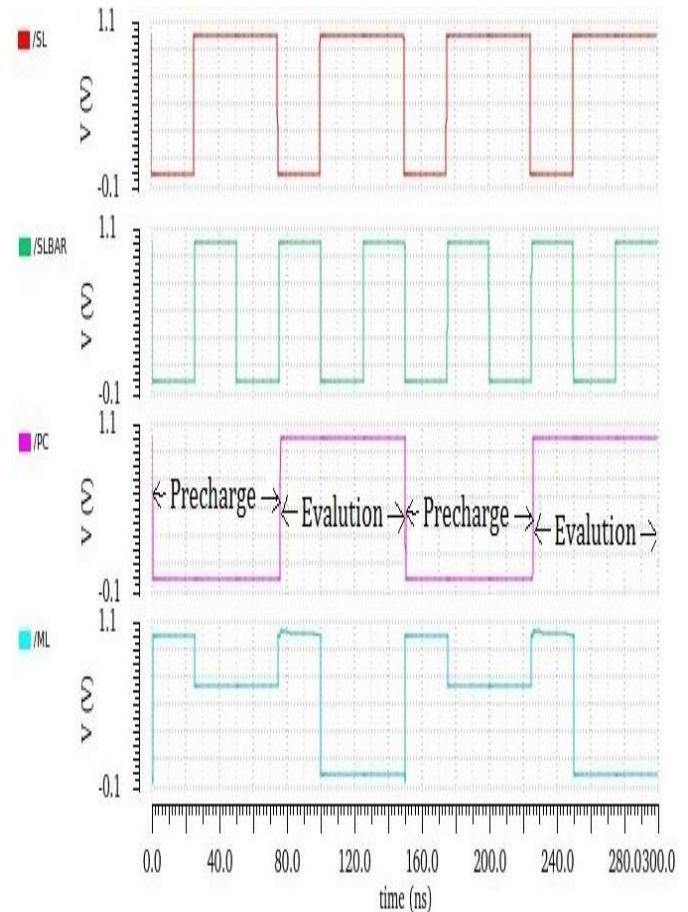 1.1
/SL
V (V)
-0.1
1.1
/SLBAR
V (V)
-0.1
1.1
/PC
V (V)
Precharge Evalution Precharge Evalution
-0.1
1.1
/ML
V (V)
-0.1
0.0 40.0 80.0 120.0 160.0 200.0 240.0 280.0300.0
time (ns)